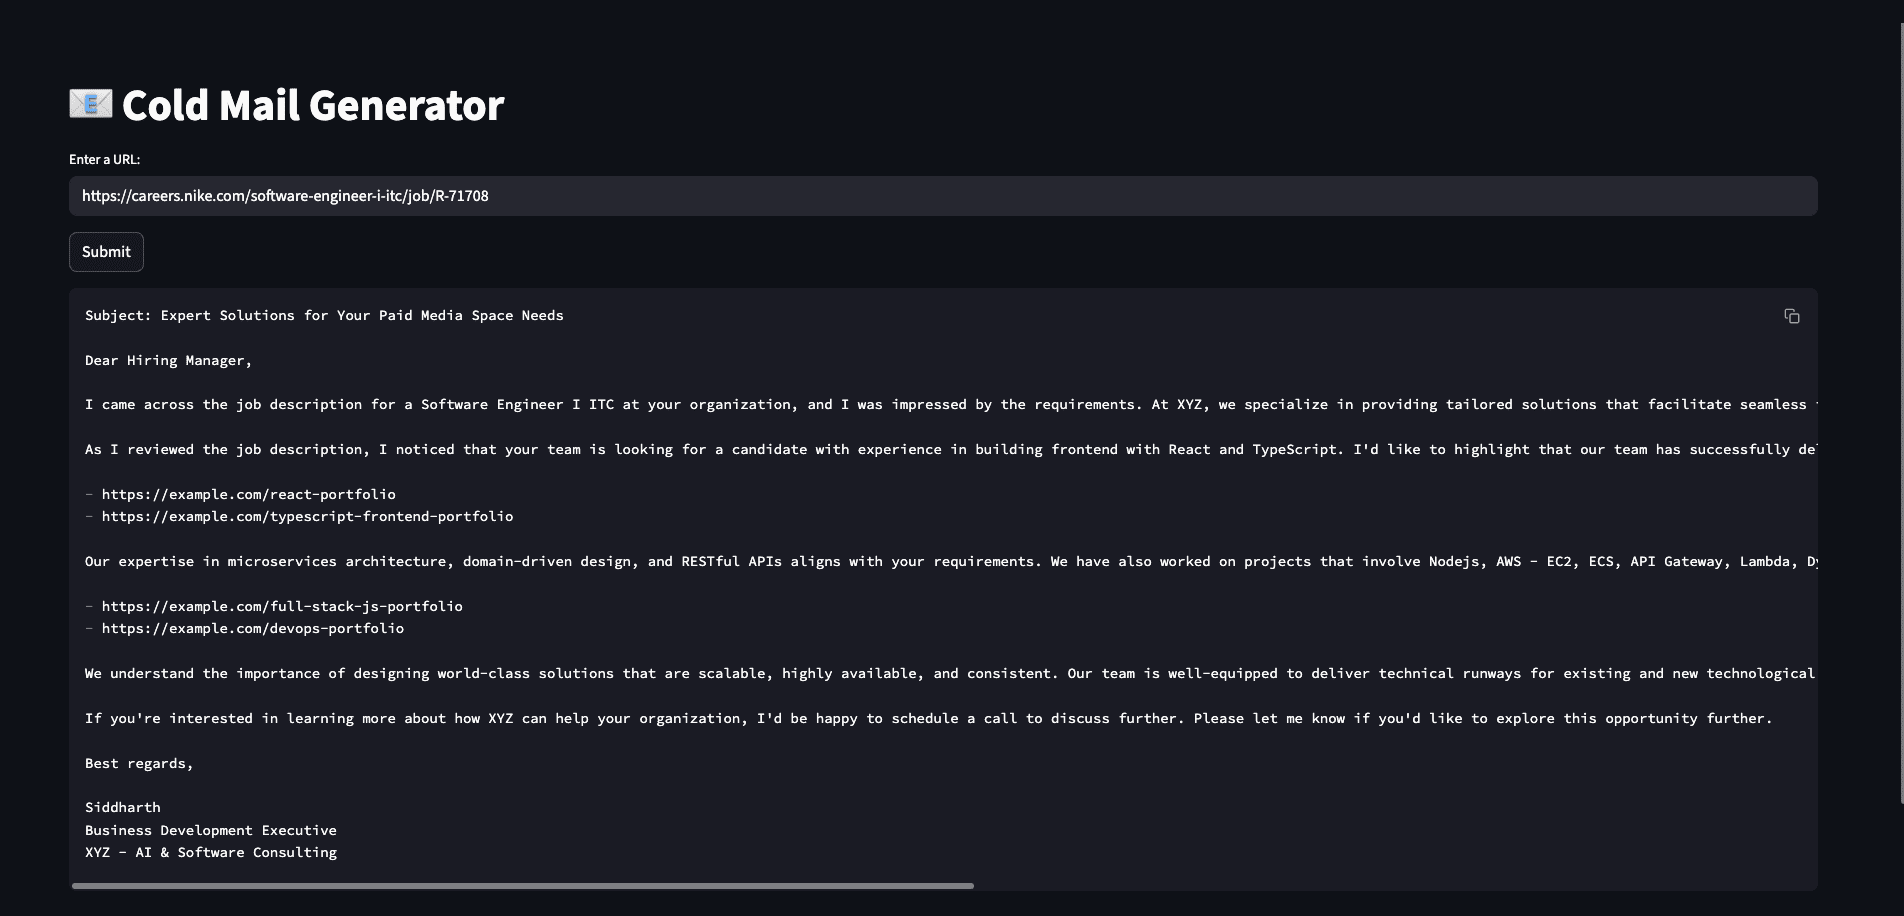 Cold Mail Generator
Enter a URL:
https://careers.nike.com/software-engineer-i-itc/job/R-71708
Submit
Subject: Expert Solutions for Your Paid Media Space Needs
Dear Hiring Manager,
I came across the job description for a Software Engineer I ITC at your organization, and I was impressed by the requirements. At XYZ, we specialize in providing tailored solutions that facilitate seamless
As I reviewed the job description, I noticed that your team is looking for a candidate with experience in building frontend with React and TypeScript. I'd like to highlight that our team has successfully
- https://example.com/react-portfolio
- https://example.com/typescript-frontend-portfolio
Our expertise in microservices architecture, domain-driven design, and RESTful APIs aligns with your requirements. We have also worked on projects that involve Nodejs, AWS - EC2, ECS, API Gateway, Lambda,
- https://example.com/full-stack-js-portfolio
- https://example.com/devops-portfolio
We understand the importance of designing world-class solutions that are scalable, highly available, and consistent. Our team is well-equipped to deliver technical runways for existing and new technological
If you're interested in learning more about how XYZ can help your organization, I'd be happy to schedule a call to discuss further. Please let me know if you'd like to explore this opportunity further.
Best regards,
Siddharth
Business Development Executive
XYZ - AI & Software Consulting